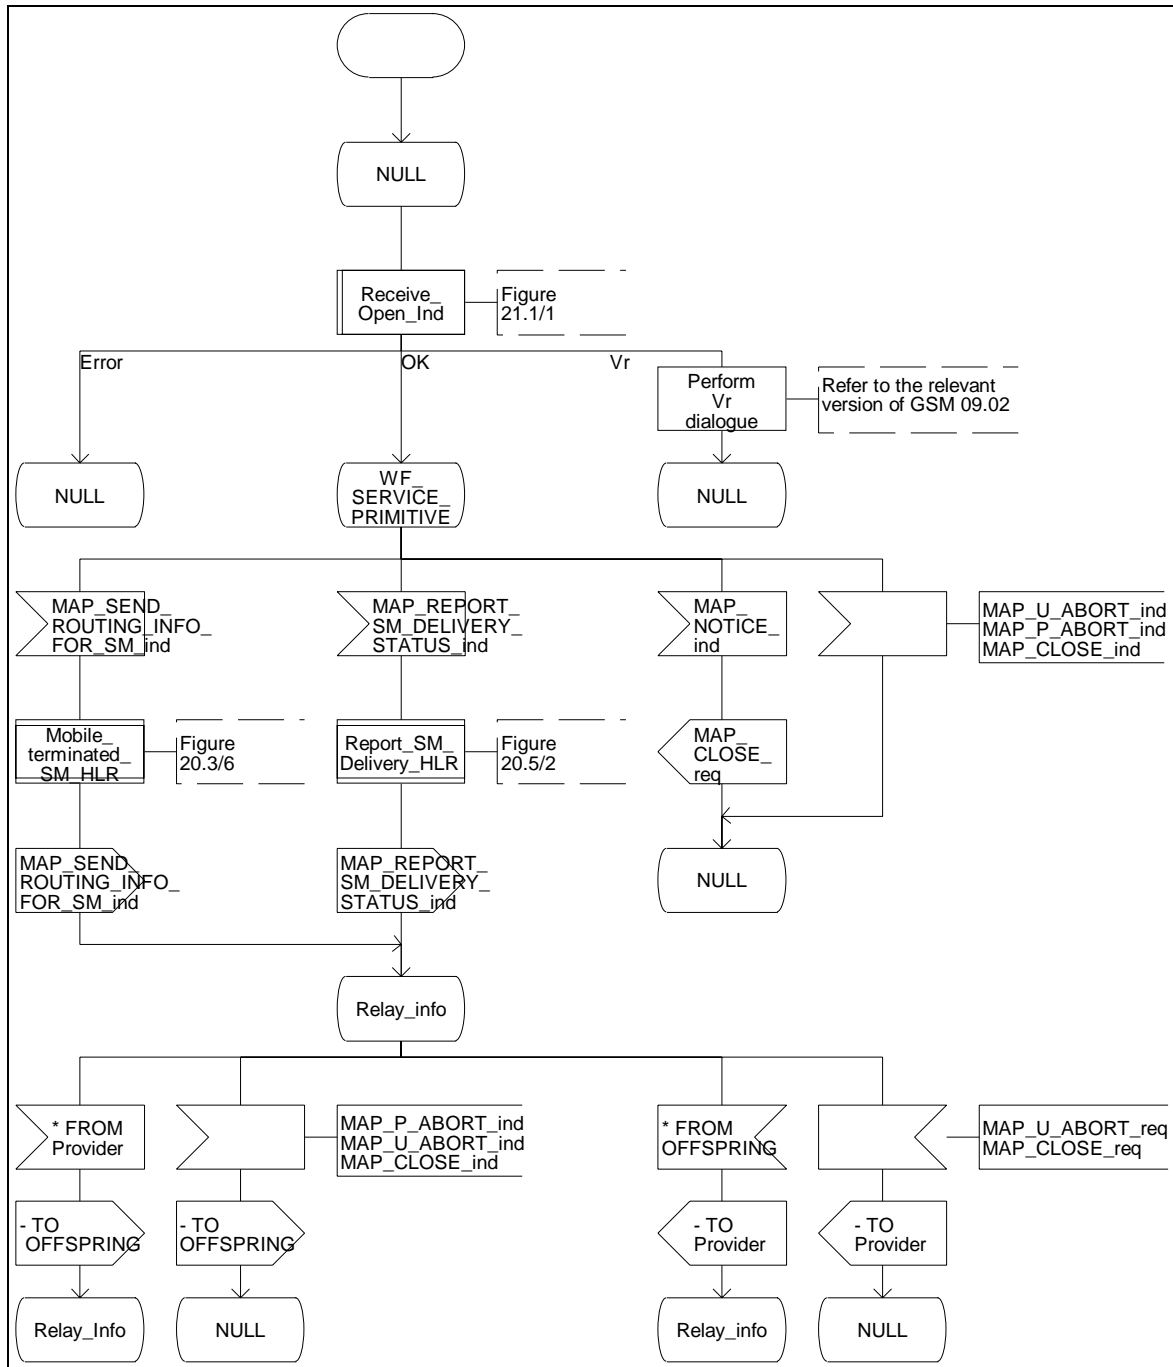 NULL
Receive_
Open_Ind
Figure
21.1/1
Error
OK
Vr
Perform
Vr
dialogue
Refer to the relevant
version of GSM 09.02
NULL
WF_
SERVICE_
PRIMITIVE
NULL
MAP_SEND_
ROUTING_INFO_
FOR_SM_ind
MAP_REPORT_
SM_DELIVERY_
STATUS_ind
MAP_
NOTICE_
ind
MAP_U_ABORT_ind
MAP_P_ABORT_ind
MAP_CLOSE_ind
Mobile_
terminated_
SM_HLR
Figure
20.3/6
Report_SM_
Delivery_HLR
Figure
20.5/2
MAP_
CLOSE_
req
MAP_SEND_
ROUTING_INFO_
FOR_SM_ind
MAP_REPORT_
SM_DELIVERY_
STATUS_ind
NULL
Relay_info
* FROM
Provider
MAP_P_ABORT_ind
MAP_U_ABORT_ind
MAP_CLOSE_ind
* FROM
OFFSPRING
MAP_U_ABORT_req
MAP_CLOSE_req
- TO
OFFSPRING
- TO
OFFSPRING
- TO
Provider
- TO
Provider
Relay_Info
NULL
Relay_info
NULL